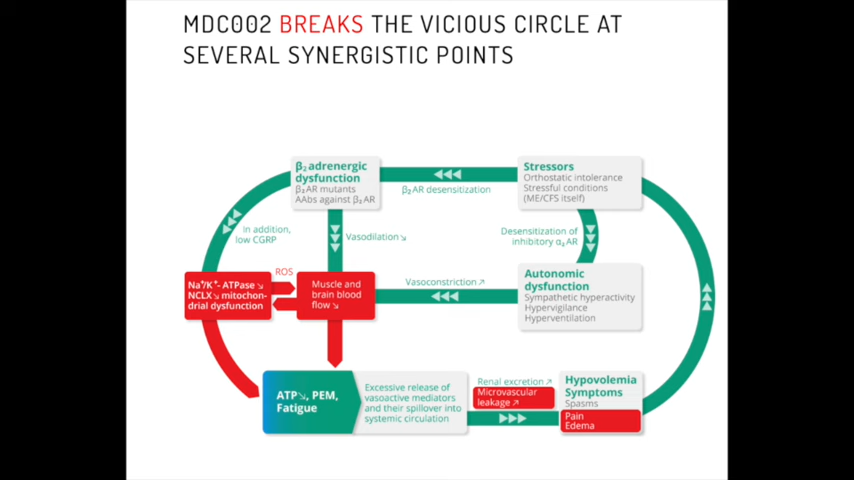 MDC002 BREAKS THE VICIOUS CIRCLE AT
SEVERAL SYNERGISTIC POINTS
β₂ adrenergic
dysfunction
β₂AR mutants
AAbs against β₂AR
β₂AR desensitization
Stressors
Orthostatic intolerance
Stressful conditions
(ME/CFS itself)
In addition,
low CGRP
Vasodilation↘
Desensitization of
inhibitory α₂AR
Na⁺/K⁺- ATPase↘
NCLX↘ mitochon-
drial dysfunction
ROS
Muscle and
brain blood
flow ↘
Vasoconstriction↗
Autonomic
dysfunction
Sympathetic hyperactivity
Hypervigilance
Hyperventilation
ATP↘, PEM,
Fatigue
Excessive release of
vasoactive mediators
and their spillover into
systemic circulation
Renal excretion↗
Microvascular
leakage↗
Hypovolemia
Symptoms
Spasms
Pain
Edema